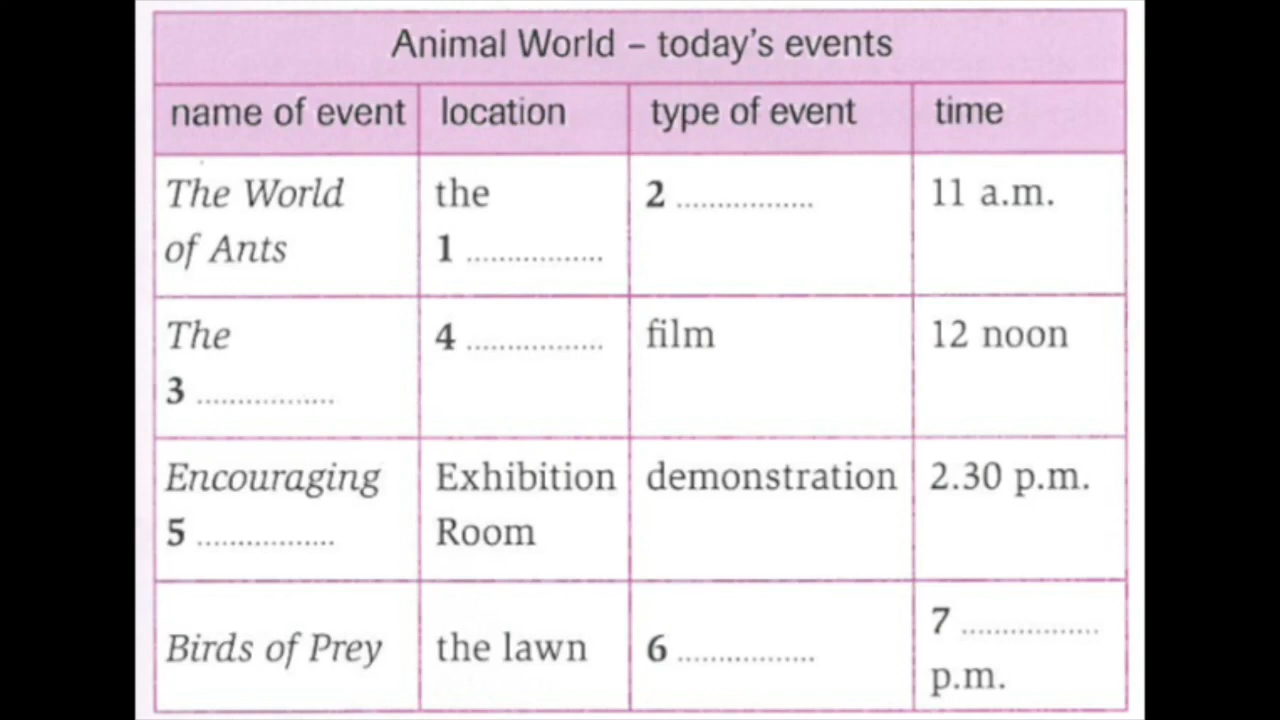 Animal World – today's events
name of event location type of event time
The World of Ants the 1 ................. 2 ................. 11 a.m.
The 3 ................. 4 ................. film 12 noon
Encouraging 5 ................. Exhibition Room demonstration 2.30 p.m.
Birds of Prey the lawn 6 ................. 7 ................. p.m.